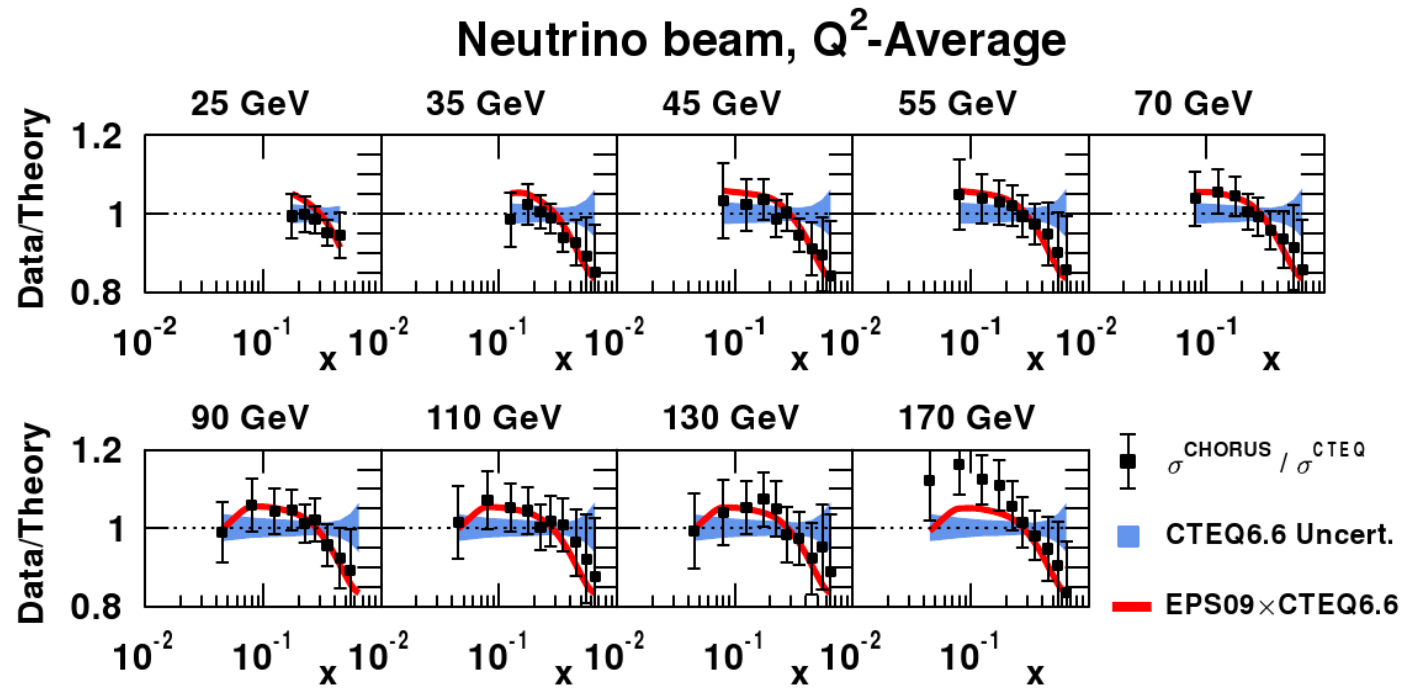 Neutrino beam, Q²-Average
25 GeV 35 GeV 45 GeV 55 GeV 70 GeV
Data/Theory
1.2
1
0.8
10⁻² 10⁻¹ x 10⁻² 10⁻¹ x 10⁻² 10⁻¹ x 10⁻² 10⁻¹ x 10⁻² 10⁻¹ x
90 GeV 110 GeV 130 GeV 170 GeV
Data/Theory
1.2
1
0.8
10⁻² 10⁻¹ x 10⁻² 10⁻¹ x 10⁻² 10⁻¹ x 10⁻² 10⁻¹ x
σ^CHORUS / σ^CTEQ
CTEQ6.6 Uncert.
EPS09×CTEQ6.6